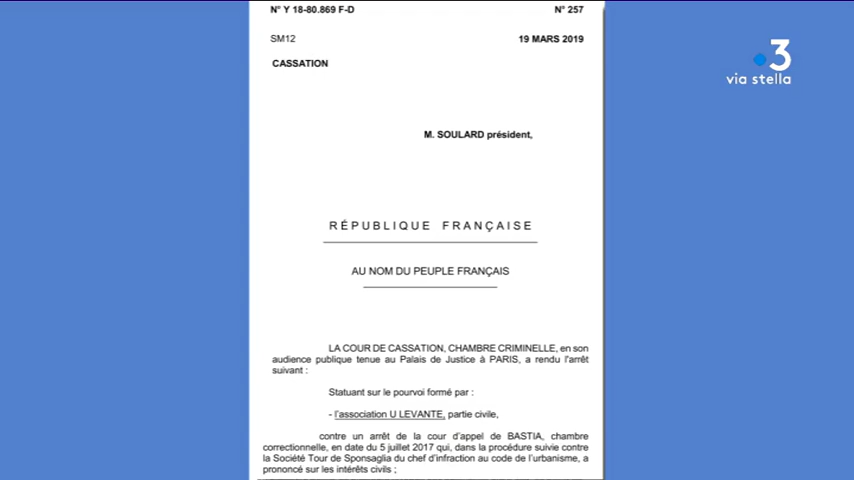 N° Y 18-80.869 F-D N° 257
SM12 19 MARS 2019
CASSATION
3
via stella
M. SOULARD président,
RÉPUBLIQUE FRANÇAISE
AU NOM DU PEUPLE FRANÇAIS
LA COUR DE CASSATION, CHAMBRE CRIMINELLE, en son
audience publique tenue au Palais de Justice à PARIS, a rendu l'arrêt
suivant :
Statuant sur le pourvoi formé par :
- l'association U LEVANTE, partie civile,
contre un arrêt de la cour d'appel de BASTIA, chambre
correctionnelle, en date du 5 juillet 2017 qui, dans la procédure suivie contre
la Société Tour de Sponsaglia du chef d'infraction au code de l'urbanisme, a
prononcé sur les intérêts civils ;